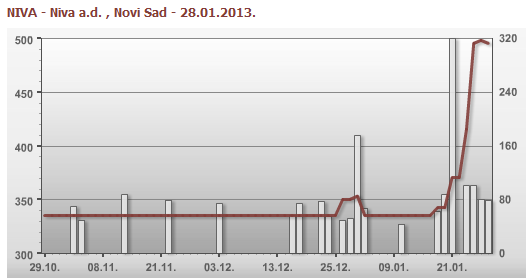 NIVA - Niva a.d. , Novi Sad - 28.01.2013.
500 320
450 240
400 160
350 80
300 0
29.10. 08.11. 21.11. 03.12. 13.12. 25.12. 09.01. 21.01.